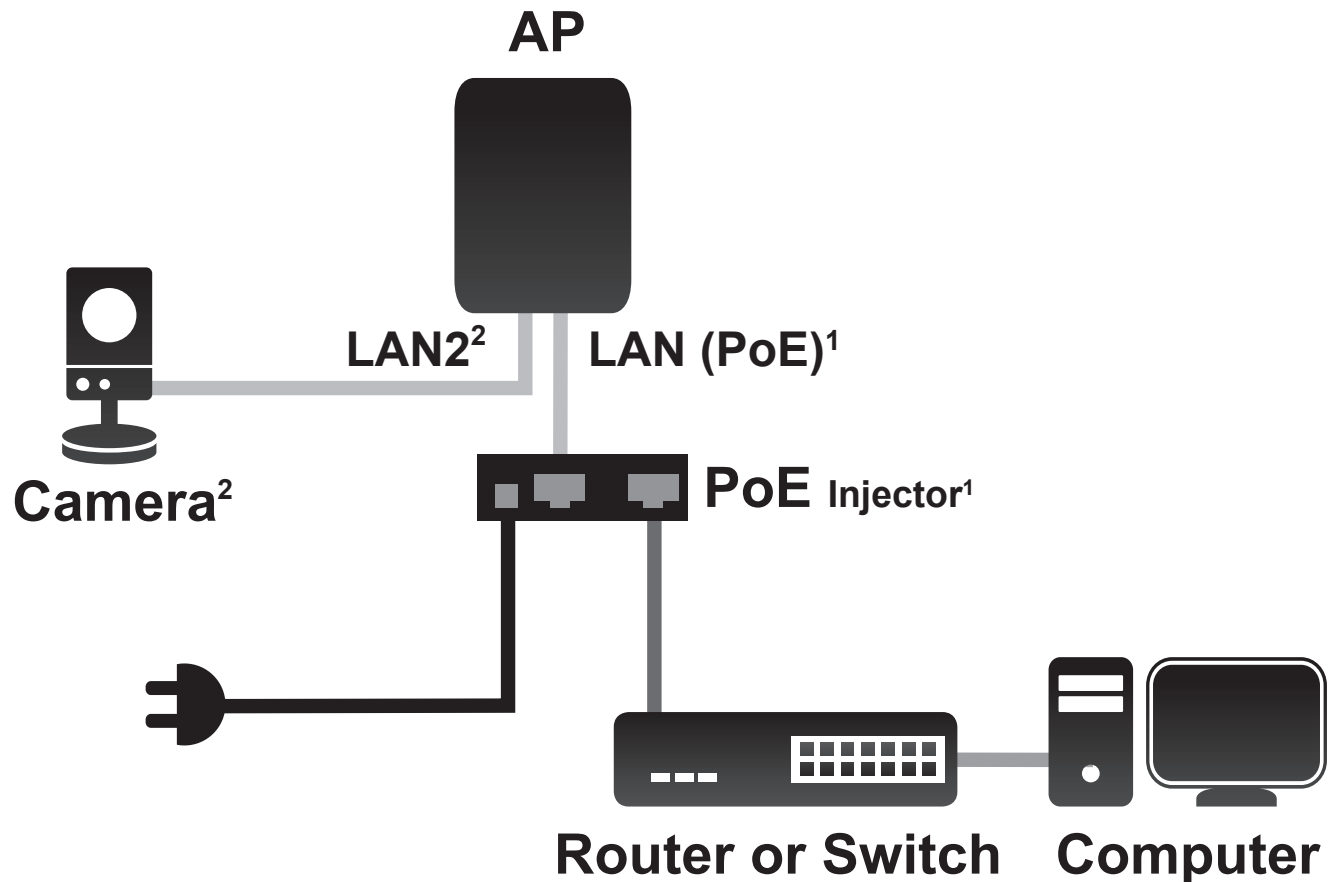 AP
LAN2²
LAN (PoE)¹
Camera²
PoE Injector¹
Router or Switch
Computer